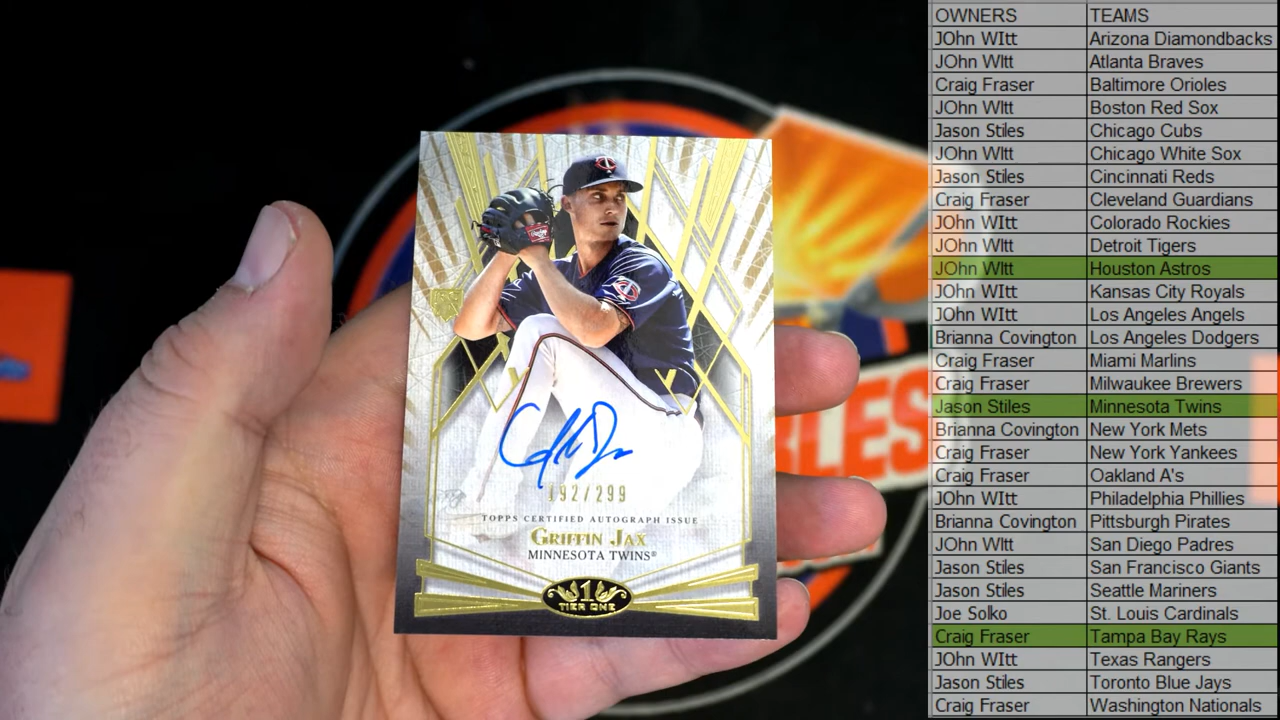 192/299
TOPPS CERTIFIED AUTOGRAPH ISSUE
GRIFFIN JAX
MINNESOTA TWINS®
1
TIER ONE
OWNERS TEAMS
JOhn WItt Arizona Diamondbacks
JOhn WItt Atlanta Braves
Craig Fraser Baltimore Orioles
JOhn WItt Boston Red Sox
Jason Stiles Chicago Cubs
JOhn WItt Chicago White Sox
Jason Stiles Cincinnati Reds
Craig Fraser Cleveland Guardians
JOhn WItt Colorado Rockies
JOhn WItt Detroit Tigers
JOhn WItt Houston Astros
JOhn WItt Kansas City Royals
JOhn WItt Los Angeles Angels
Brianna Covington Los Angeles Dodgers
Craig Fraser Miami Marlins
Craig Fraser Milwaukee Brewers
Jason Stiles Minnesota Twins
Brianna Covington New York Mets
Craig Fraser New York Yankees
Craig Fraser Oakland A's
JOhn WItt Philadelphia Phillies
Brianna Covington Pittsburgh Pirates
JOhn WItt San Diego Padres
Jason Stiles San Francisco Giants
Jason Stiles Seattle Mariners
Joe Solko St. Louis Cardinals
Craig Fraser Tampa Bay Rays
JOhn WItt Texas Rangers
Jason Stiles Toronto Blue Jays
Craig Fraser Washington Nationals